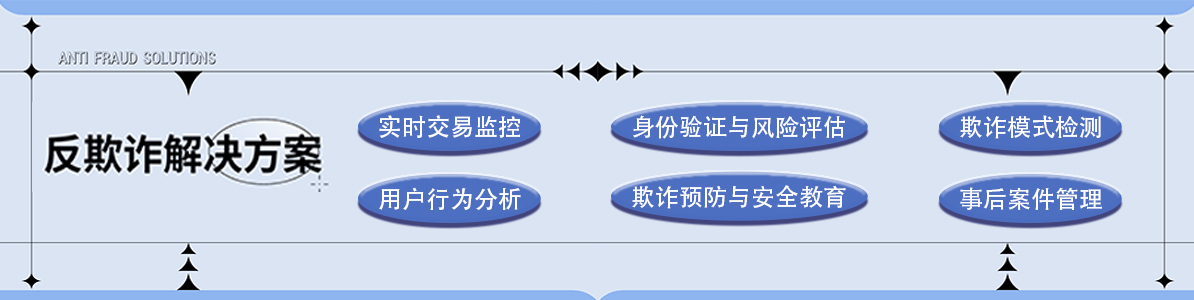 ANTI FRAUD SOLUTIONS
反欺诈解决方案
实时交易监控
身份验证与风险评估
欺诈模式检测
用户行为分析
欺诈预防与安全教育
事后案件管理